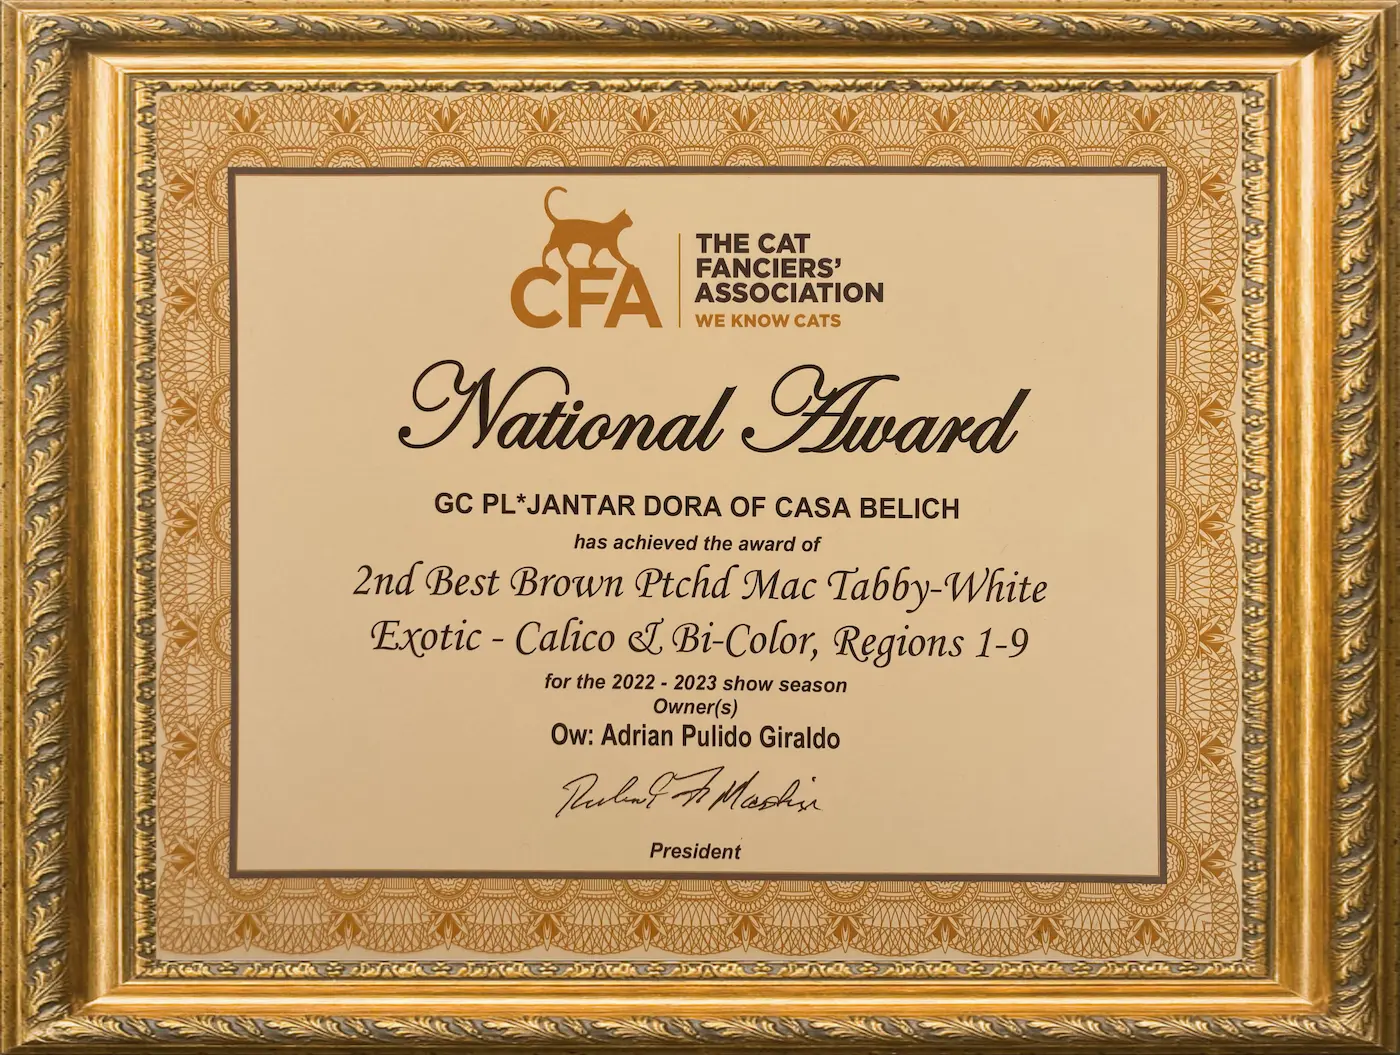 CFA
THE CAT
FANCIERS’
ASSOCIATION
WE KNOW CATS
National Award
GC PL*JANTAR DORA OF CASA BELICH
has achieved the award of
2nd Best Brown Ptchd Mac Tabby-White
Exotic - Calico & Bi-Color, Regions 1-9
for the 2022 - 2023 show season
Owner(s)
Ow: Adrian Pulido Giraldo
President